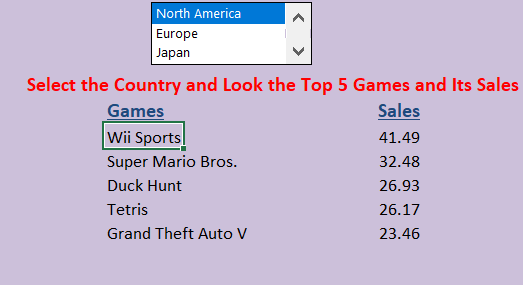 North America
Europe
Japan
Select the Country and Look the Top 5 Games and Its Sales
Games Sales
Wii Sports 41.49
Super Mario Bros. 32.48
Duck Hunt 26.93
Tetris 26.17
Grand Theft Auto V 23.46